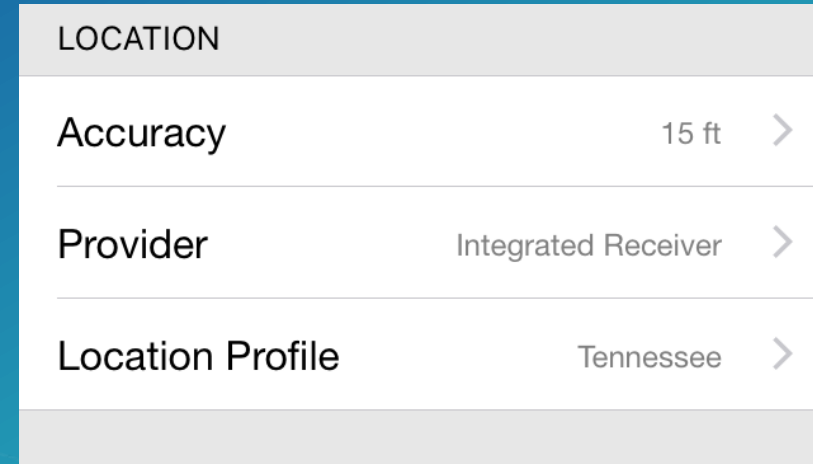 LOCATION
Accuracy 15 ft
Provider Integrated Receiver
Location Profile Tennessee